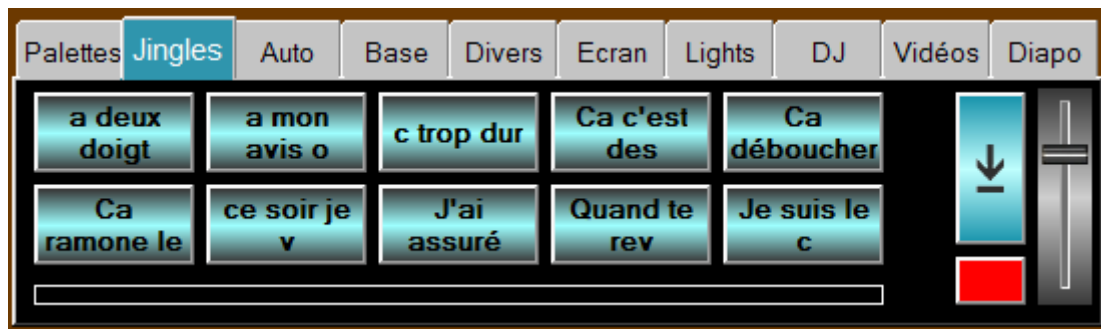 Palettes Jingles Auto Base Divers Ecran Lights DJ Vidéos Diapo
a deux
doigt
a mon
avis o
c trop dur
Ca c'est
des
Ca
déboucher
Ca
ramone le
ce soir je
v
J'ai
assuré
Quand te
rev
Je suis le
c